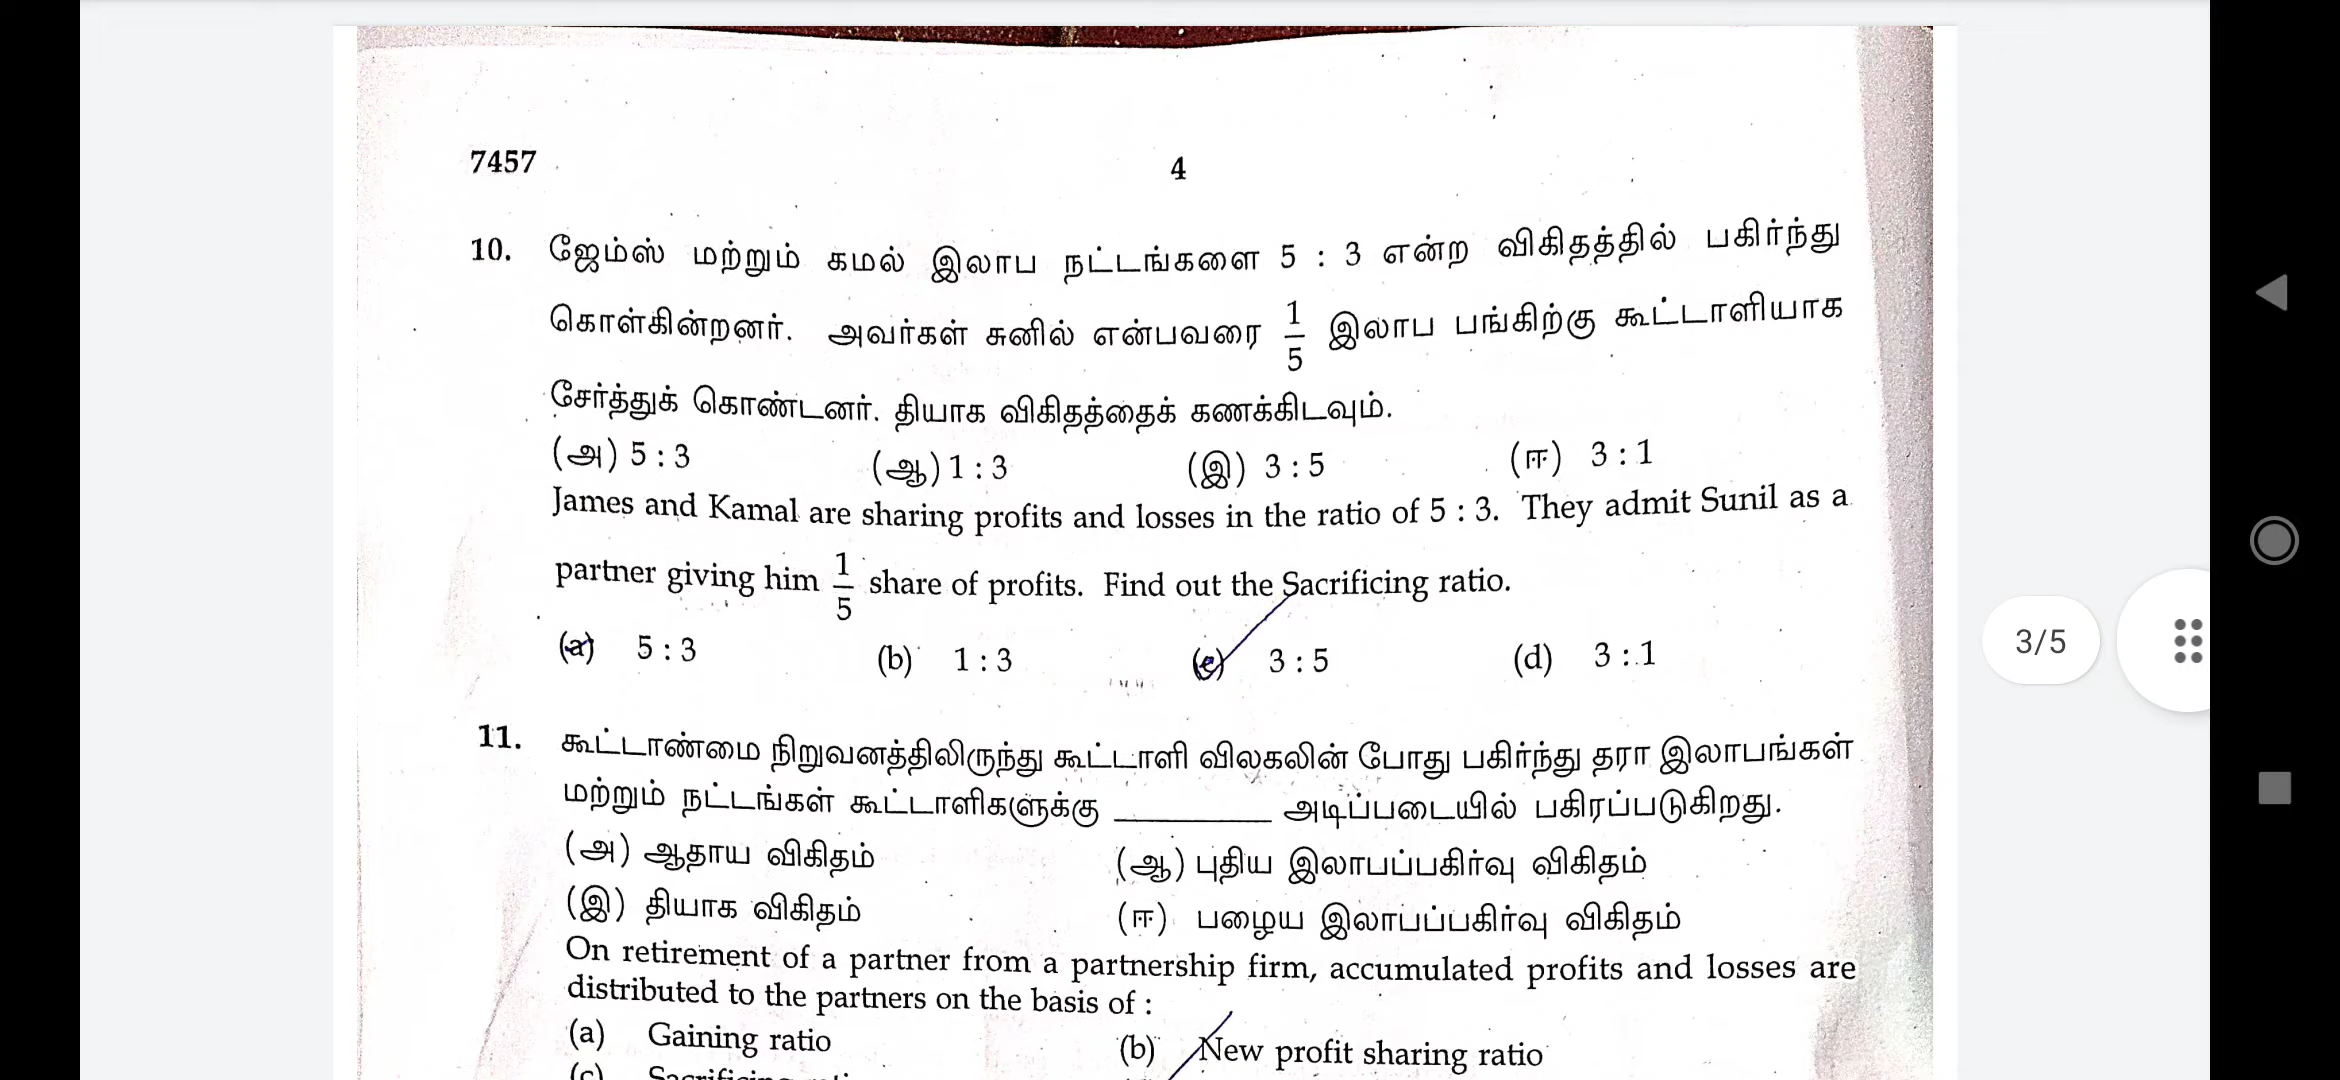 7457
4
10. ஜேம்ஸ் மற்றும் கமல் இலாப நட்டங்களை 5 : 3 என்ற விகிதத்தில் பகிர்ந்து
கொள்கின்றனர். அவர்கள் சுனில் என்பவரை 1/5 இலாப பங்கிற்கு கூட்டாளியாக
சேர்த்துக் கொண்டனர். தியாக விகிதத்தைக் கணக்கிடவும்.
(அ) 5 : 3 (ஆ) 1 : 3 (இ) 3 : 5 (ஈ) 3 : 1
James and Kamal are sharing profits and losses in the ratio of 5 : 3. They admit Sunil as a
partner giving him 1/5 share of profits. Find out the Sacrificing ratio.
(a) 5 : 3 (b) 1 : 3 (c) 3 : 5 (d) 3 : 1
3/5
11. கூட்டாண்மை நிறுவனத்திலிருந்து கூட்டாளி விலகலின் போது பகிர்ந்து தரா இலாபங்கள்
மற்றும் நட்டங்கள் கூட்டாளிகளுக்கு ________ அடிப்படையில் பகிரப்படுகிறது.
(அ) ஆதாய விகிதம் (ஆ) புதிய இலாபப்பகிர்வு விகிதம்
(இ) தியாக விகிதம் (ஈ) பழைய இலாபப்பகிர்வு விகிதம்
On retirement of a partner from a partnership firm, accumulated profits and losses are
distributed to the partners on the basis of :
(a) Gaining ratio (b) New profit sharing ratio